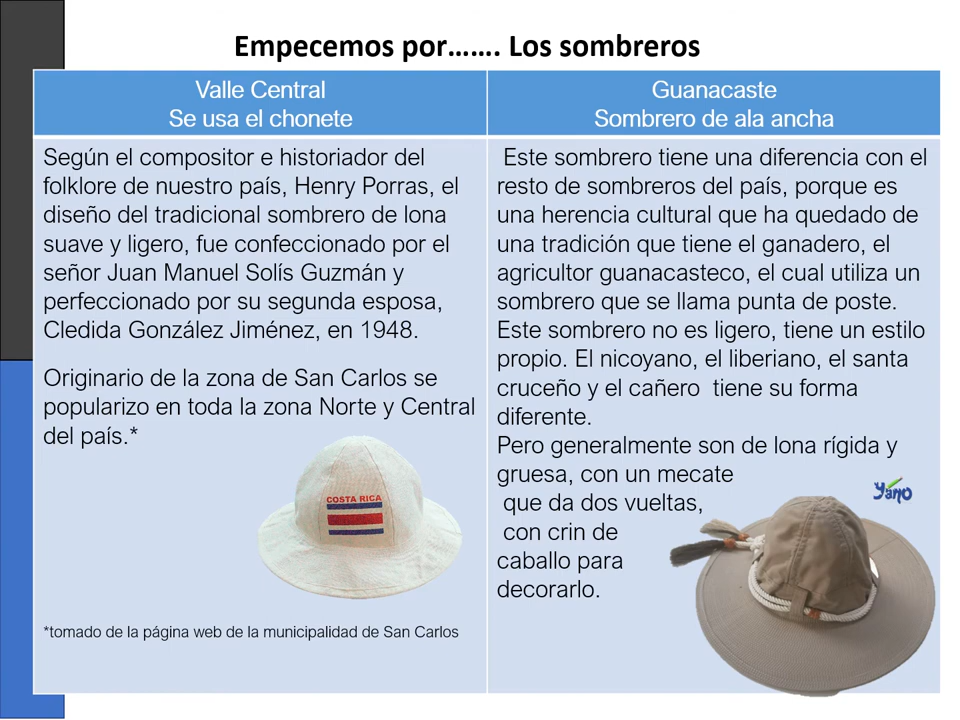 Empecemos por……. Los sombreros
Valle Central
Se usa el chonete
Según el compositor e historiador del
folklore de nuestro país, Henry Porras, el
diseño del tradicional sombrero de lona
suave y ligero, fue confeccionado por el
señor Juan Manuel Solís Guzmán y
perfeccionado por su segunda esposa,
Cledida González Jiménez, en 1948.
Originario de la zona de San Carlos se
popularizo en toda la zona Norte y Central
del país.*
COSTA RICA
*tomado de la página web de la municipalidad de San Carlos
Guanacaste
Sombrero de ala ancha
Este sombrero tiene una diferencia con el
resto de sombreros del país, porque es
una herencia cultural que ha quedado de
una tradición que tiene el ganadero, el
agricultor guanacasteco, el cual utiliza un
sombrero que se llama punta de poste.
Este sombrero no es ligero, tiene un estilo
propio. El nicoyano, el liberiano, el santa
cruceño y el cañero  tiene su forma
diferente.
Pero generalmente son de lona rígida y
gruesa, con un mecate
que da dos vueltas,
con crin de
caballo para
decorarlo.